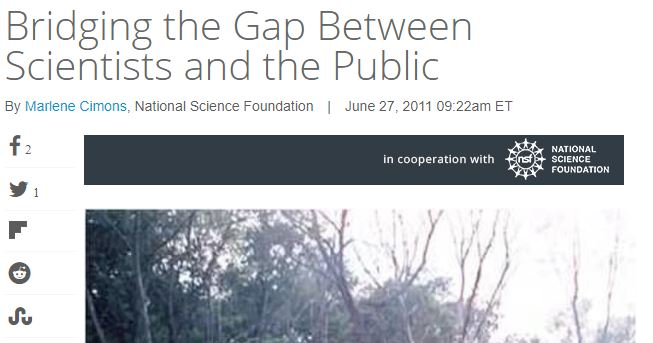 Bridging the Gap Between
Scientists and the Public
By Marlene Cimons, National Science Foundation | June 27, 2011 09:22am ET
2
in cooperation with
nsf
NATIONAL
SCIENCE
FOUNDATION
1